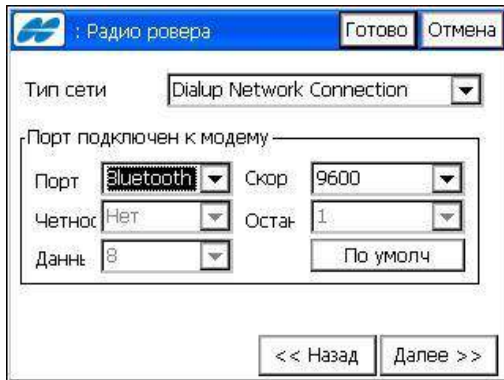 : Радио ровера Готово Отмена
Тип сети Dialup Network Connection
Порт подключен к модему
Порт Bluetooth Скор 9600
Четнос Нет Остан 1
Даннь 8 По умолч
<< Назад Далее >>